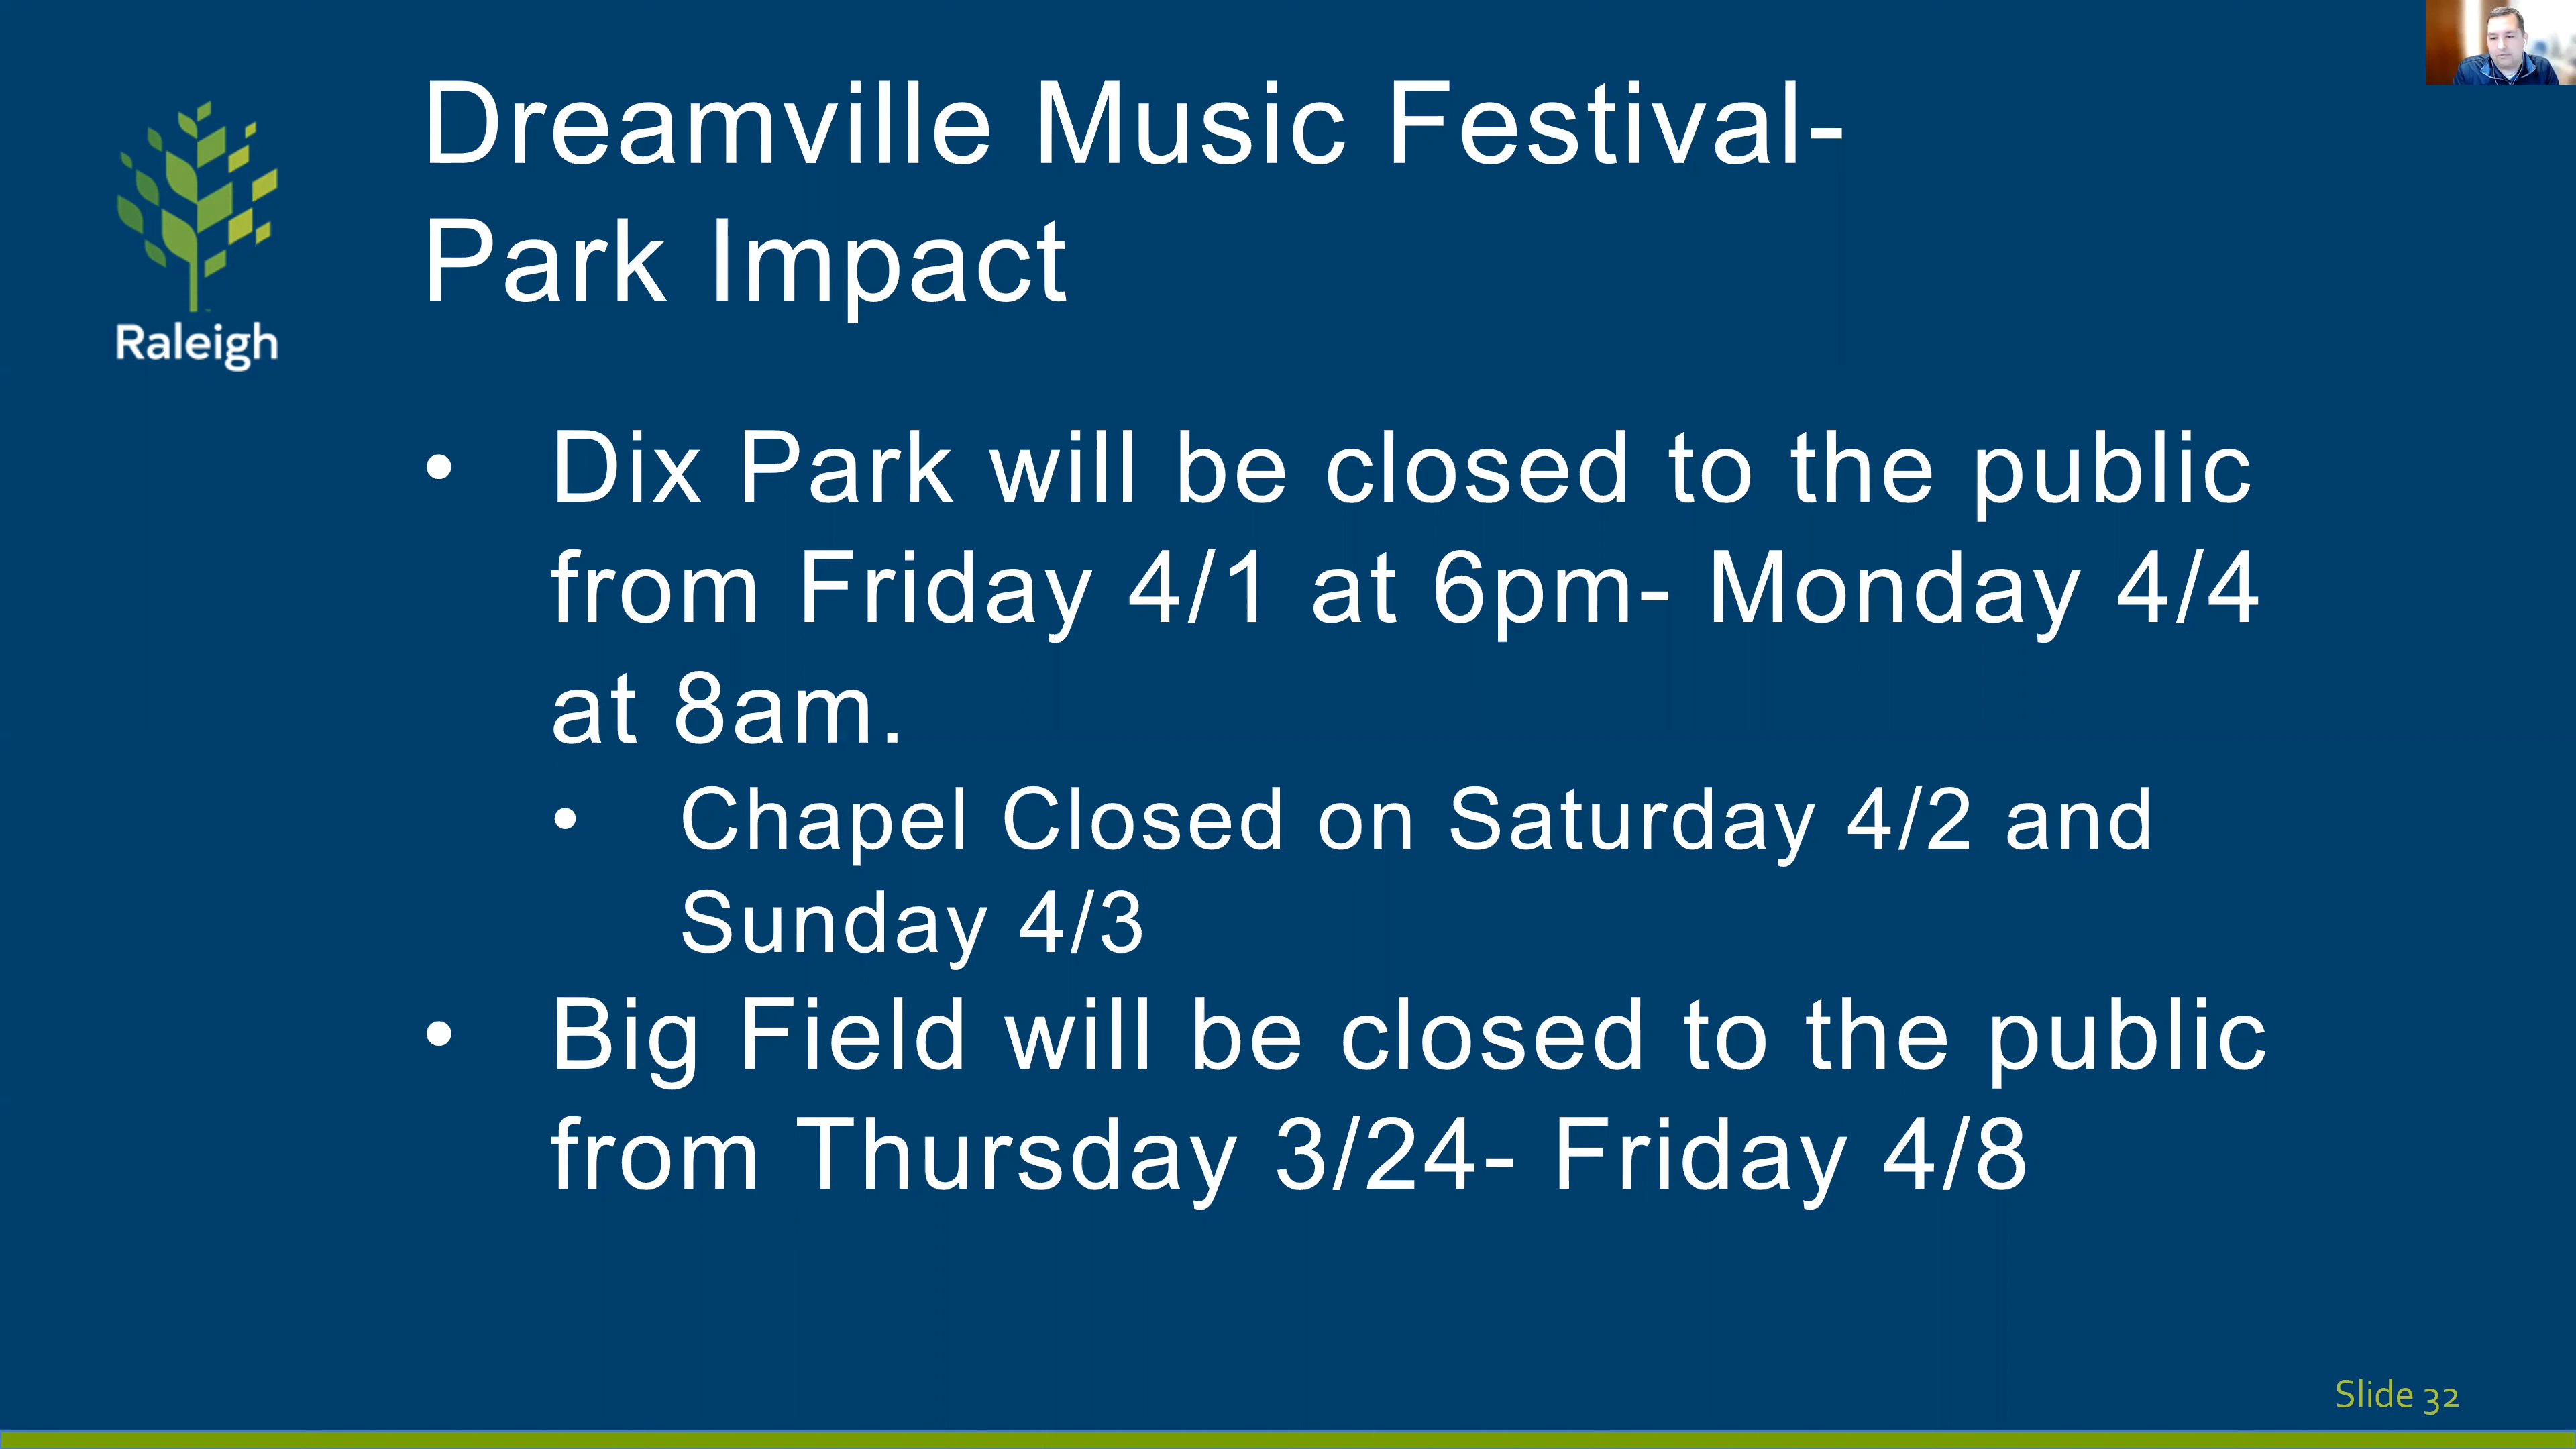 Dreamville Music Festival-
Park Impact
Raleigh
• Dix Park will be closed to the public
from Friday 4/1 at 6pm- Monday 4/4
at 8am.
• Chapel Closed on Saturday 4/2 and
Sunday 4/3
• Big Field will be closed to the public
from Thursday 3/24- Friday 4/8
Slide 32